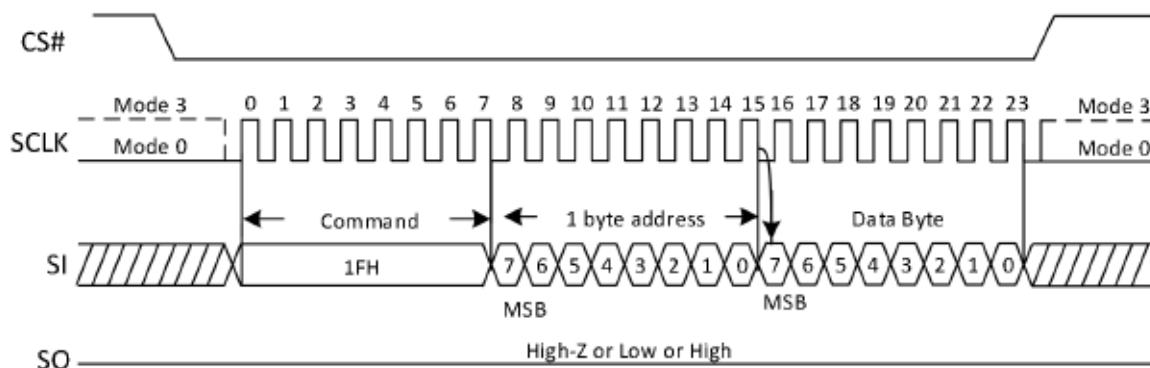 CS#
0 1 2 3 4 5 6 7 8 9 10 11 12 13 14 15 16 17 18 19 20 21 22 23
Mode 3 Mode 3
SCLK Mode 0 Mode 0
Command 1 byte address Data Byte
SI 1FH 7 6 5 4 3 2 1 0 7 6 5 4 3 2 1 0
MSB MSB
High-Z or Low or High
SO